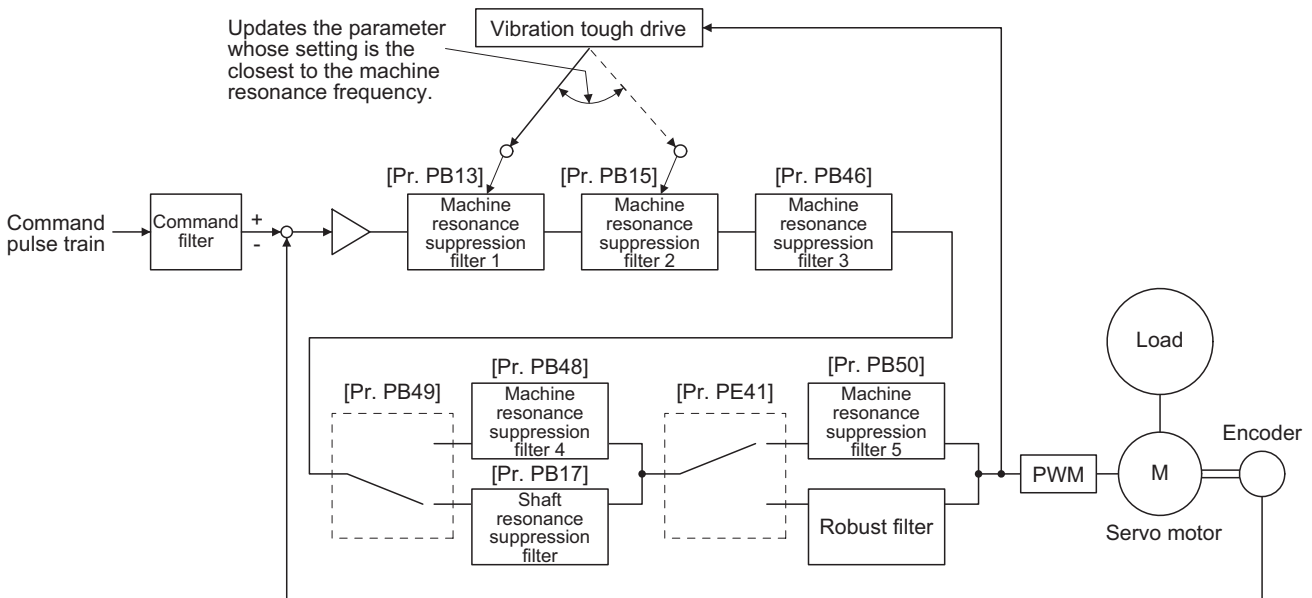 Updates the parameter
whose setting is the
closest to the machine
resonance frequency.
Vibration tough drive
[Pr. PB13]
[Pr. PB15]
[Pr. PB46]
Command
pulse train
Command
filter
+
-
Machine
resonance
suppression
filter 1
Machine
resonance
suppression
filter 2
Machine
resonance
suppression
filter 3
Load
[Pr. PB49]
[Pr. PB48]
Machine
resonance
suppression
filter 4
[Pr. PB17]
Shaft
resonance
suppression
filter
[Pr. PE41]
[Pr. PB50]
Machine
resonance
suppression
filter 5
Robust filter
PWM
M
Servo motor
Encoder